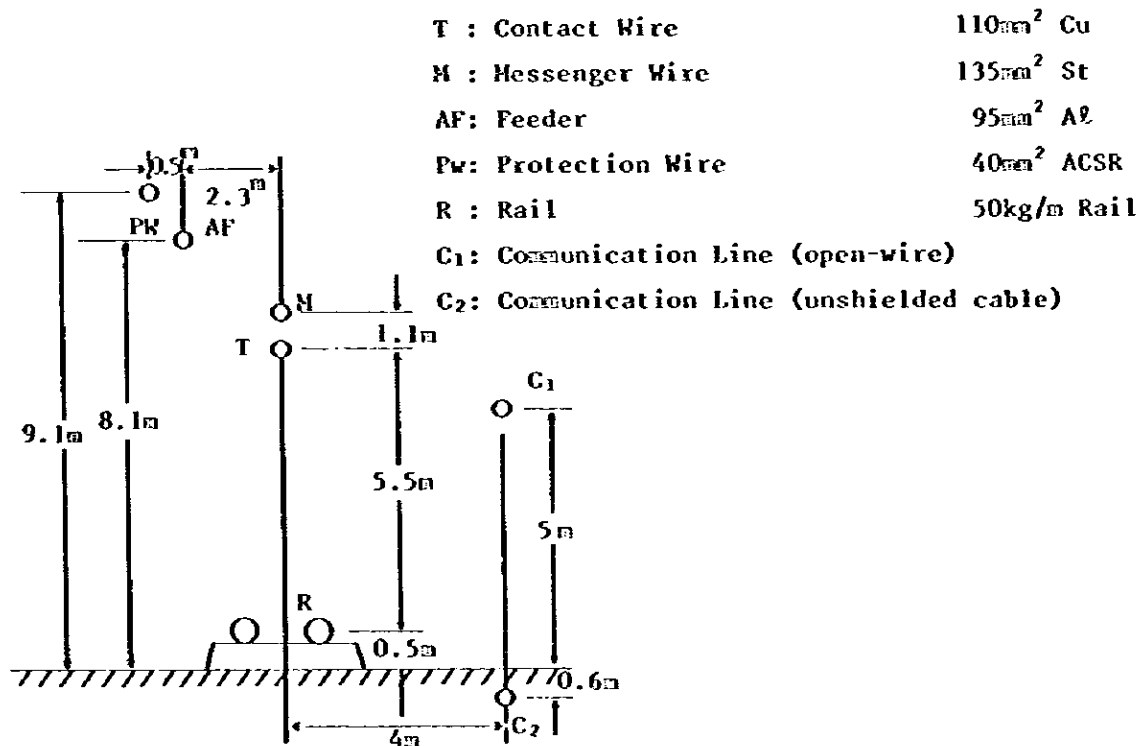 T : Contact Wire 110mm² Cu
M : Messenger Wire 135mm² St
AF: Feeder 95mm² Aℓ
PW: Protection Wire 40mm² ACSR
R : Rail 50kg/m Rail
C₁: Communication Line (open-wire)
C₂: Communication Line (unshielded cable)
0.5m
2.3m
PW AF
M
1.1m
T
C₁
9.1m
8.1m
5.5m
5m
R
0.5m
0.6m
C₂
4m